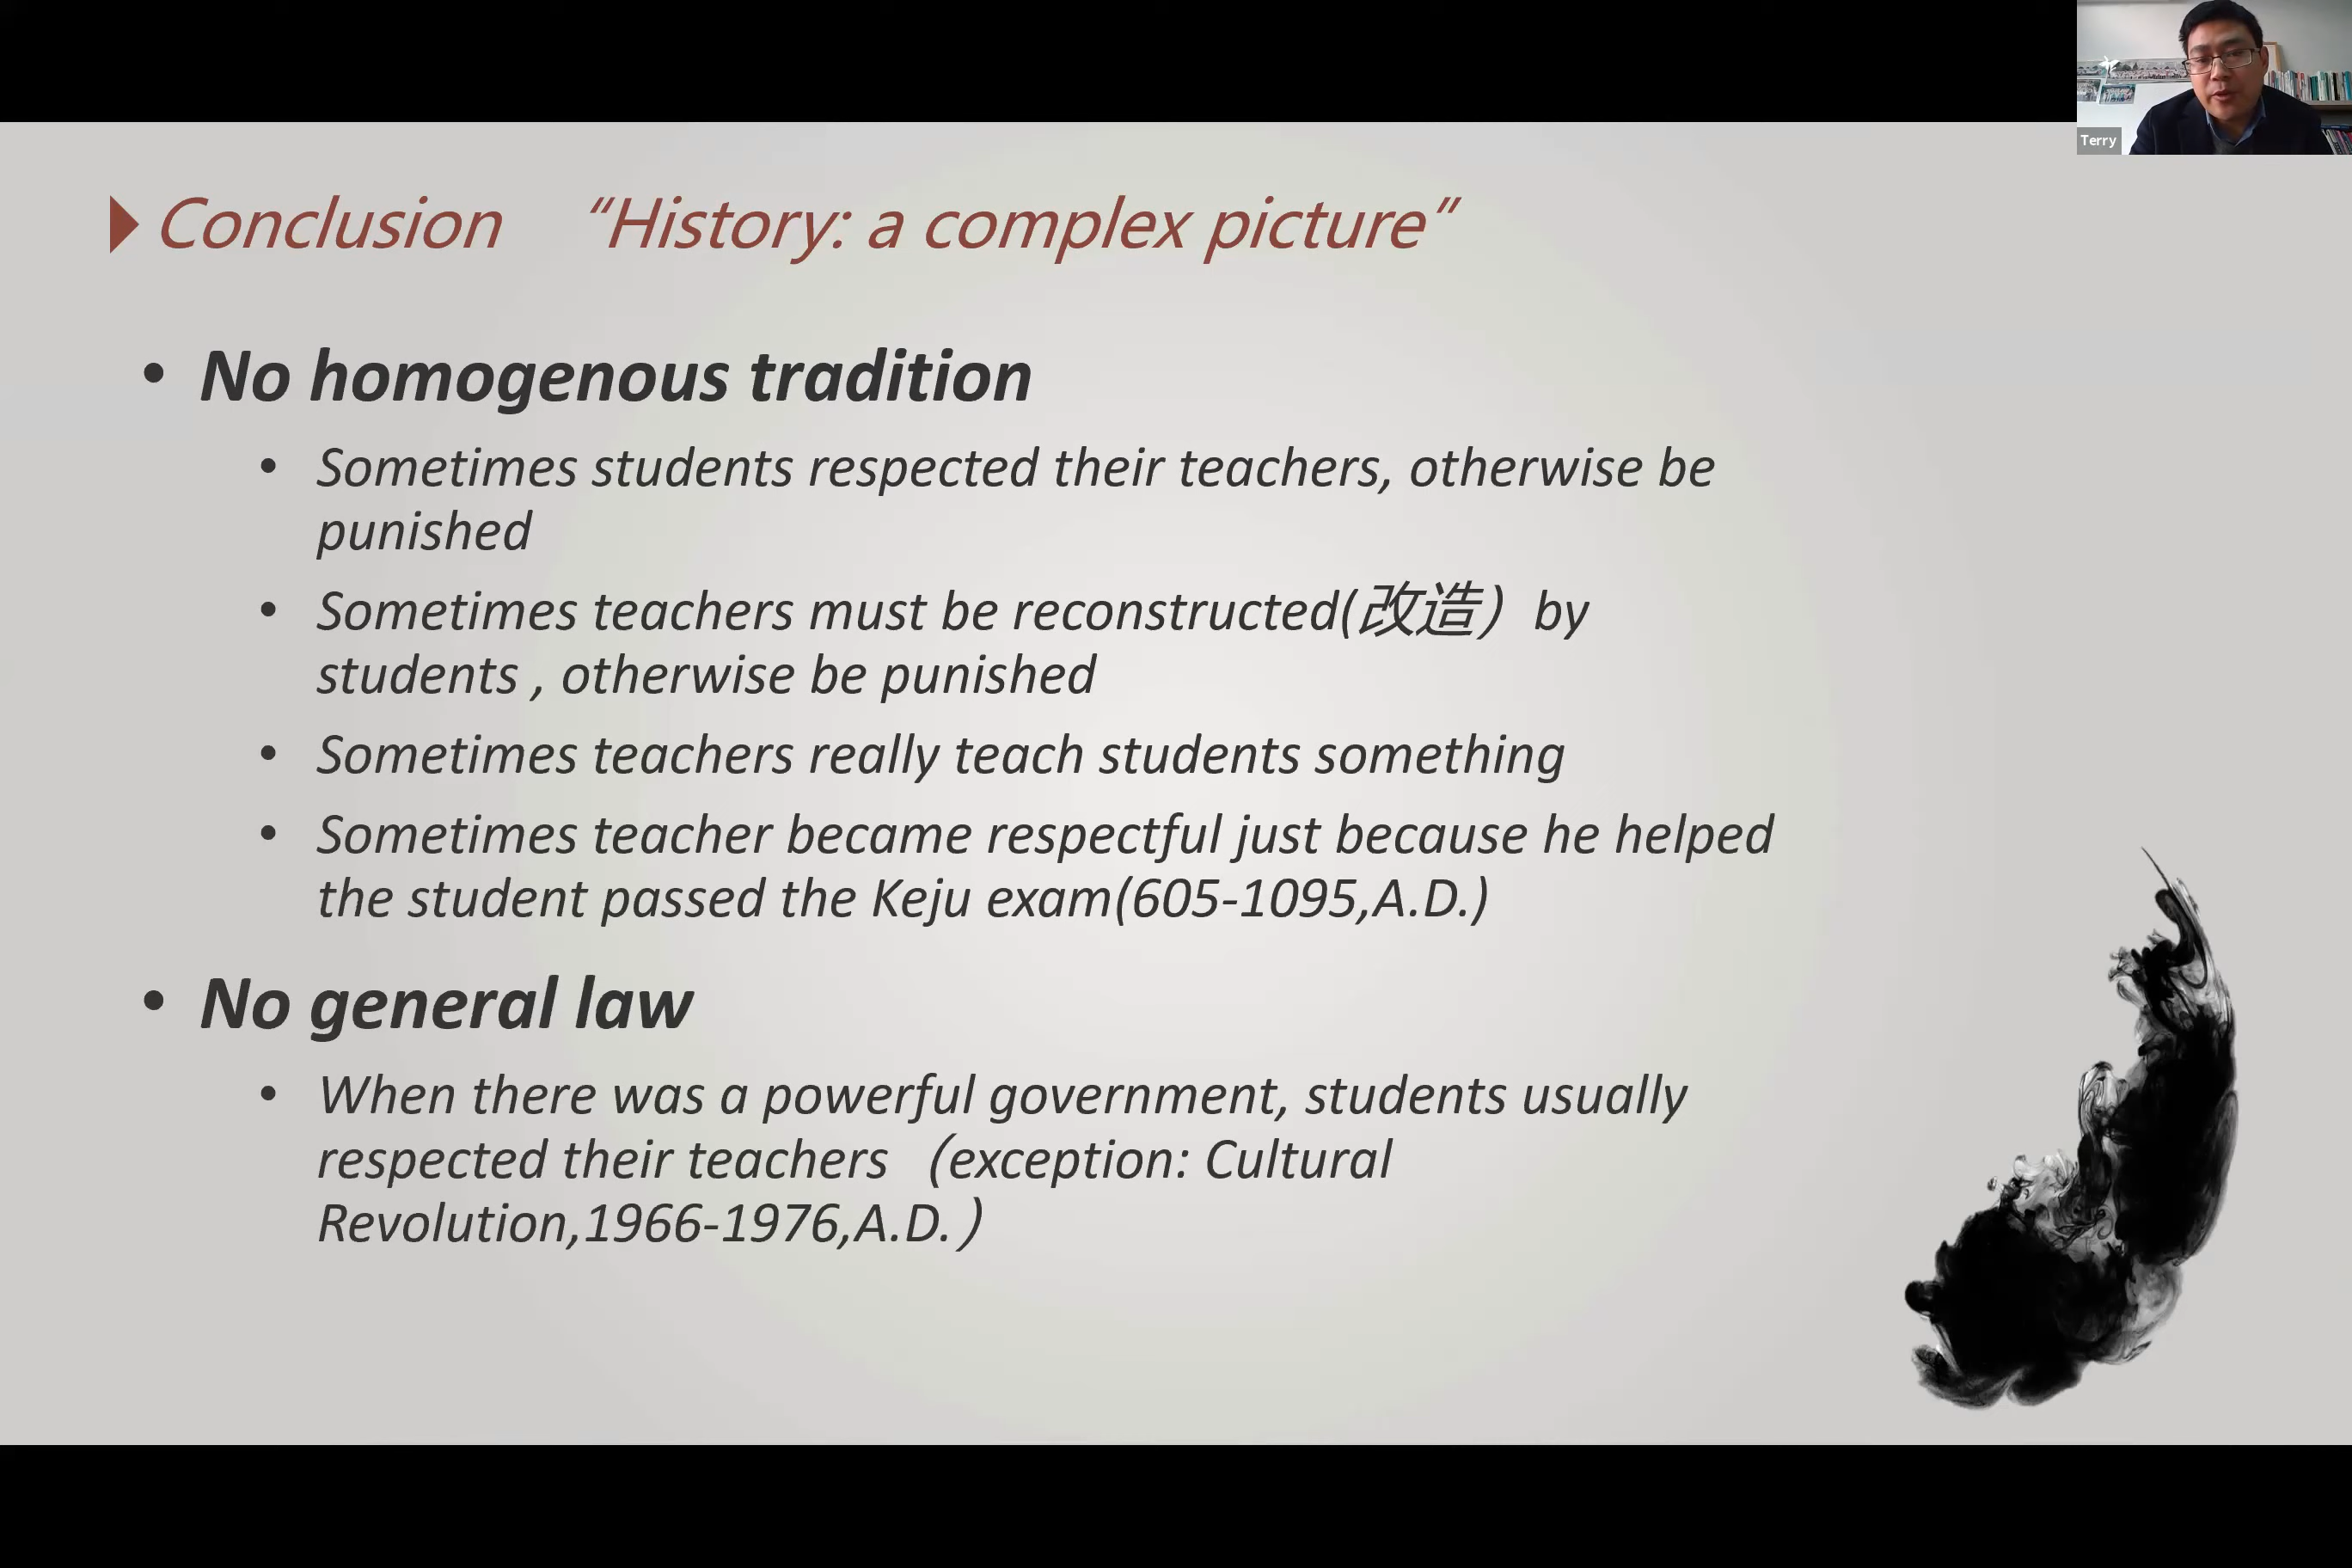 Terry
Conclusion “History: a complex picture”
• No homogenous tradition
• Sometimes students respected their teachers, otherwise be
punished
• Sometimes teachers must be reconstructed(改造）by
students , otherwise be punished
• Sometimes teachers really teach students something
• Sometimes teacher became respectful just because he helped
the student passed the Keju exam(605-1095,A.D.)
• No general law
• When there was a powerful government, students usually
respected their teachers （exception: Cultural
Revolution,1966-1976,A.D.）